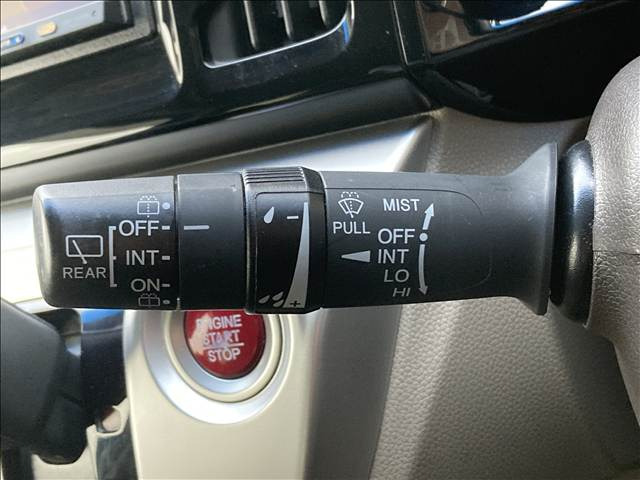 OFF
INT
ON
REAR
-
+
PULL
MIST
OFF
INT
LO
HI
ENGINE
START
STOP